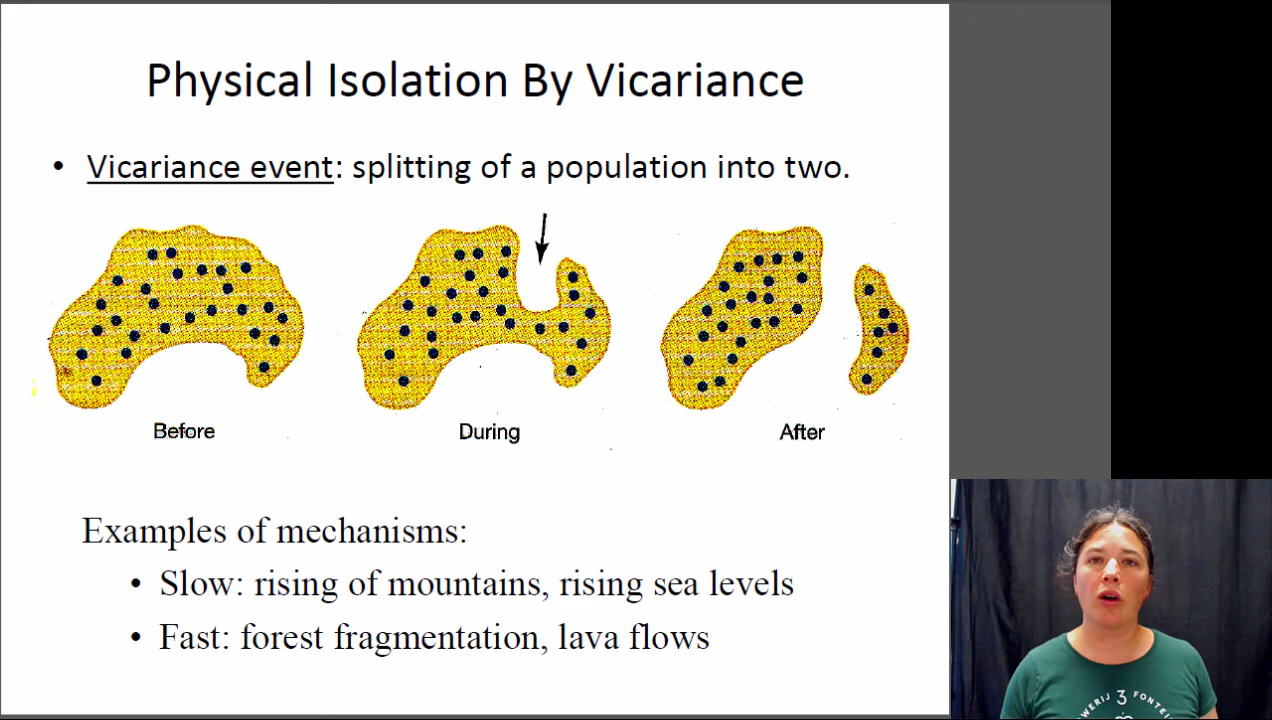 Physical Isolation By Vicariance
• Vicariance event: splitting of a population into two.
Before
During
After
Examples of mechanisms:
• Slow: rising of mountains, rising sea levels
• Fast: forest fragmentation, lava flows
3